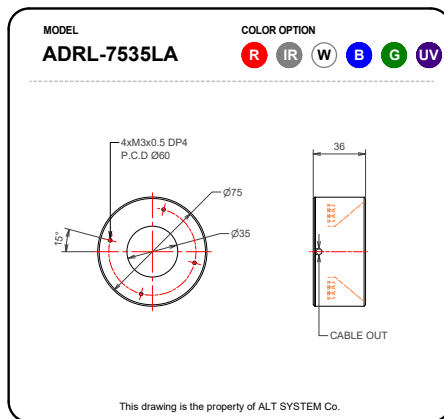 MODEL
COLOR OPTION
ADRL-7535LA
R IR W B G UV
4xM3x0.5 DP4
P.C.D Ø60
36
Ø75
Ø35
15°
CABLE OUT
This drawing is the property of ALT SYSTEM Co.